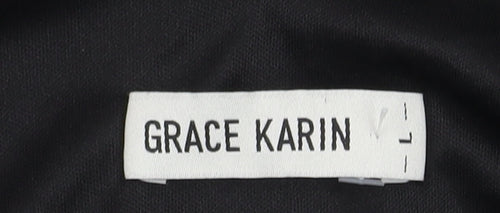 GRACE KARIN
– L –